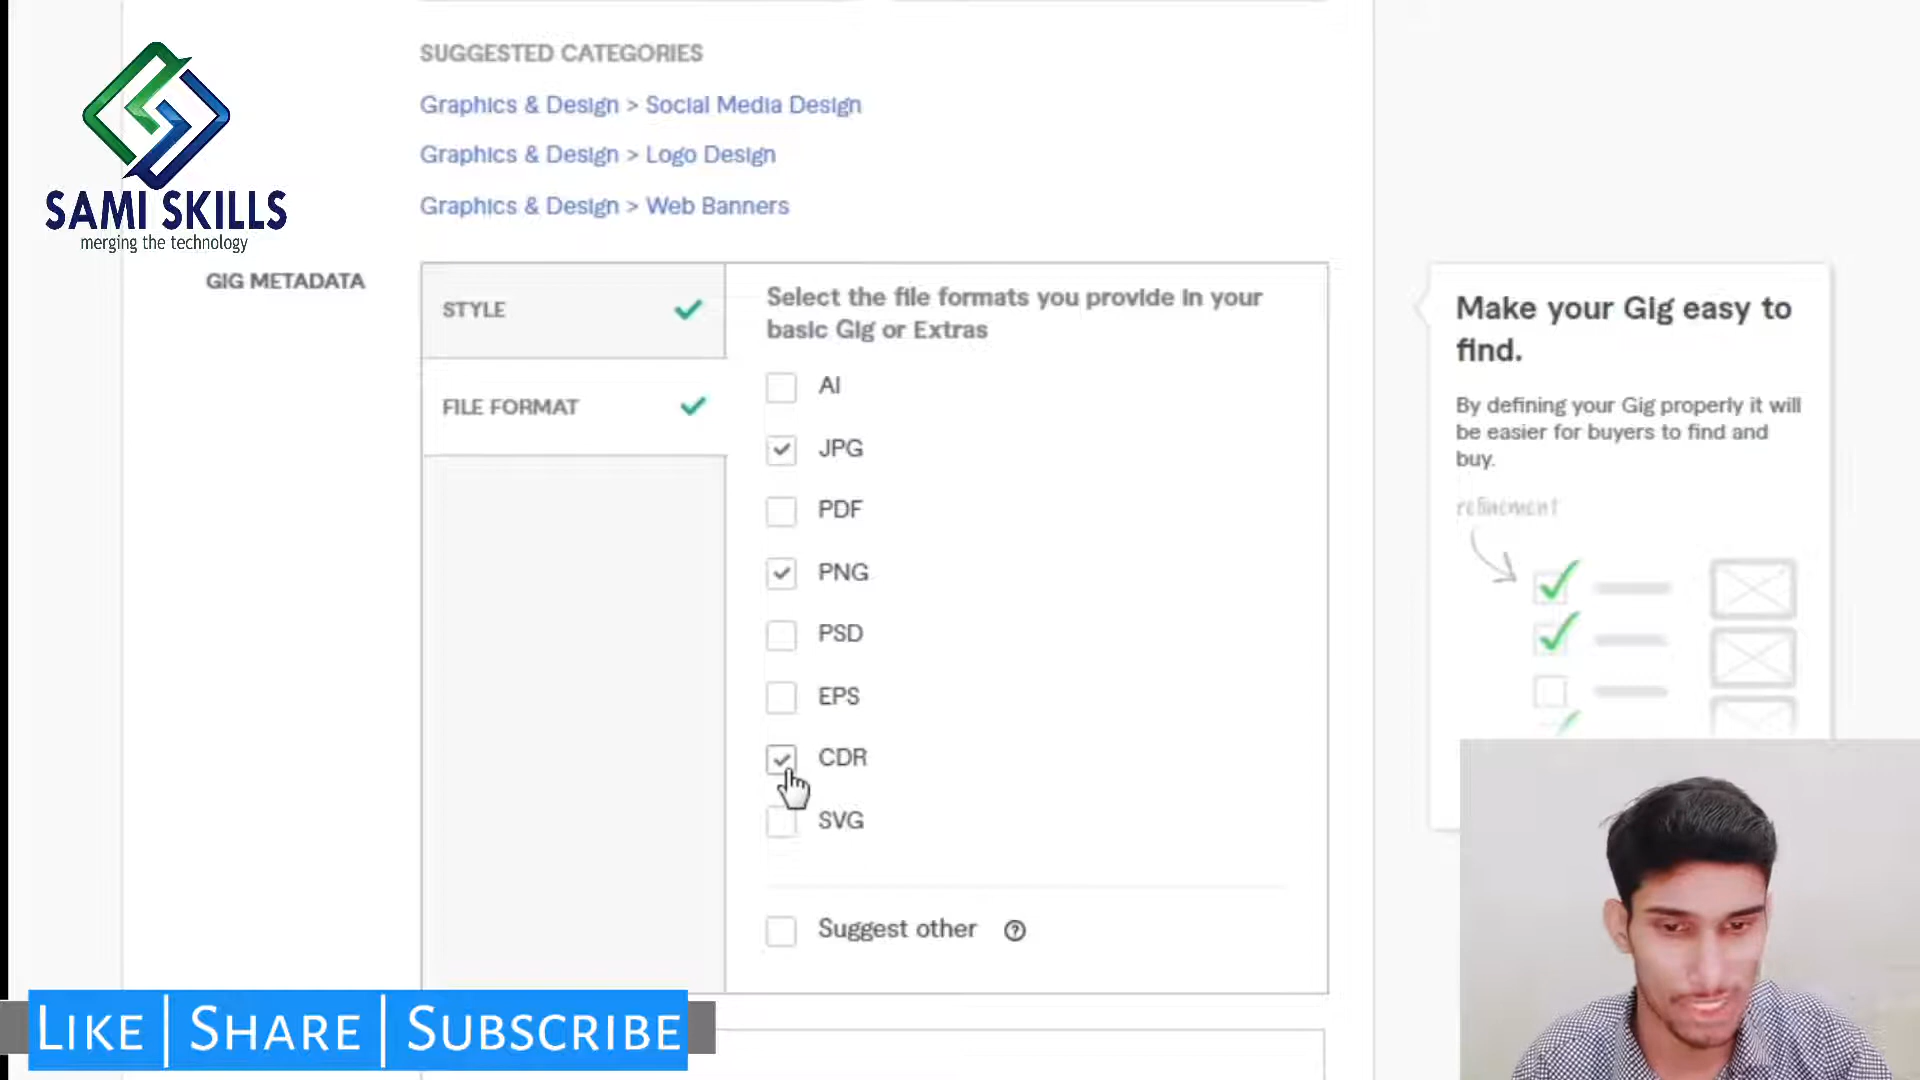 SUGGESTED CATEGORIES
Graphics & Design > Social Media Design
Graphics & Design > Logo Design
Graphics & Design > Web Banners
SAMI SKILLS
merging the technology
GIG METADATA
STYLE
FILE FORMAT
Select the file formats you provide in your
basic Gig or Extras
AI
JPG
PDF
PNG
PSD
EPS
CDR
SVG
Suggest other
Make your Gig easy to
find.
By defining your Gig properly it will
be easier for buyers to find and
buy.
refinement
LIKE | SHARE | SUBSCRIBE